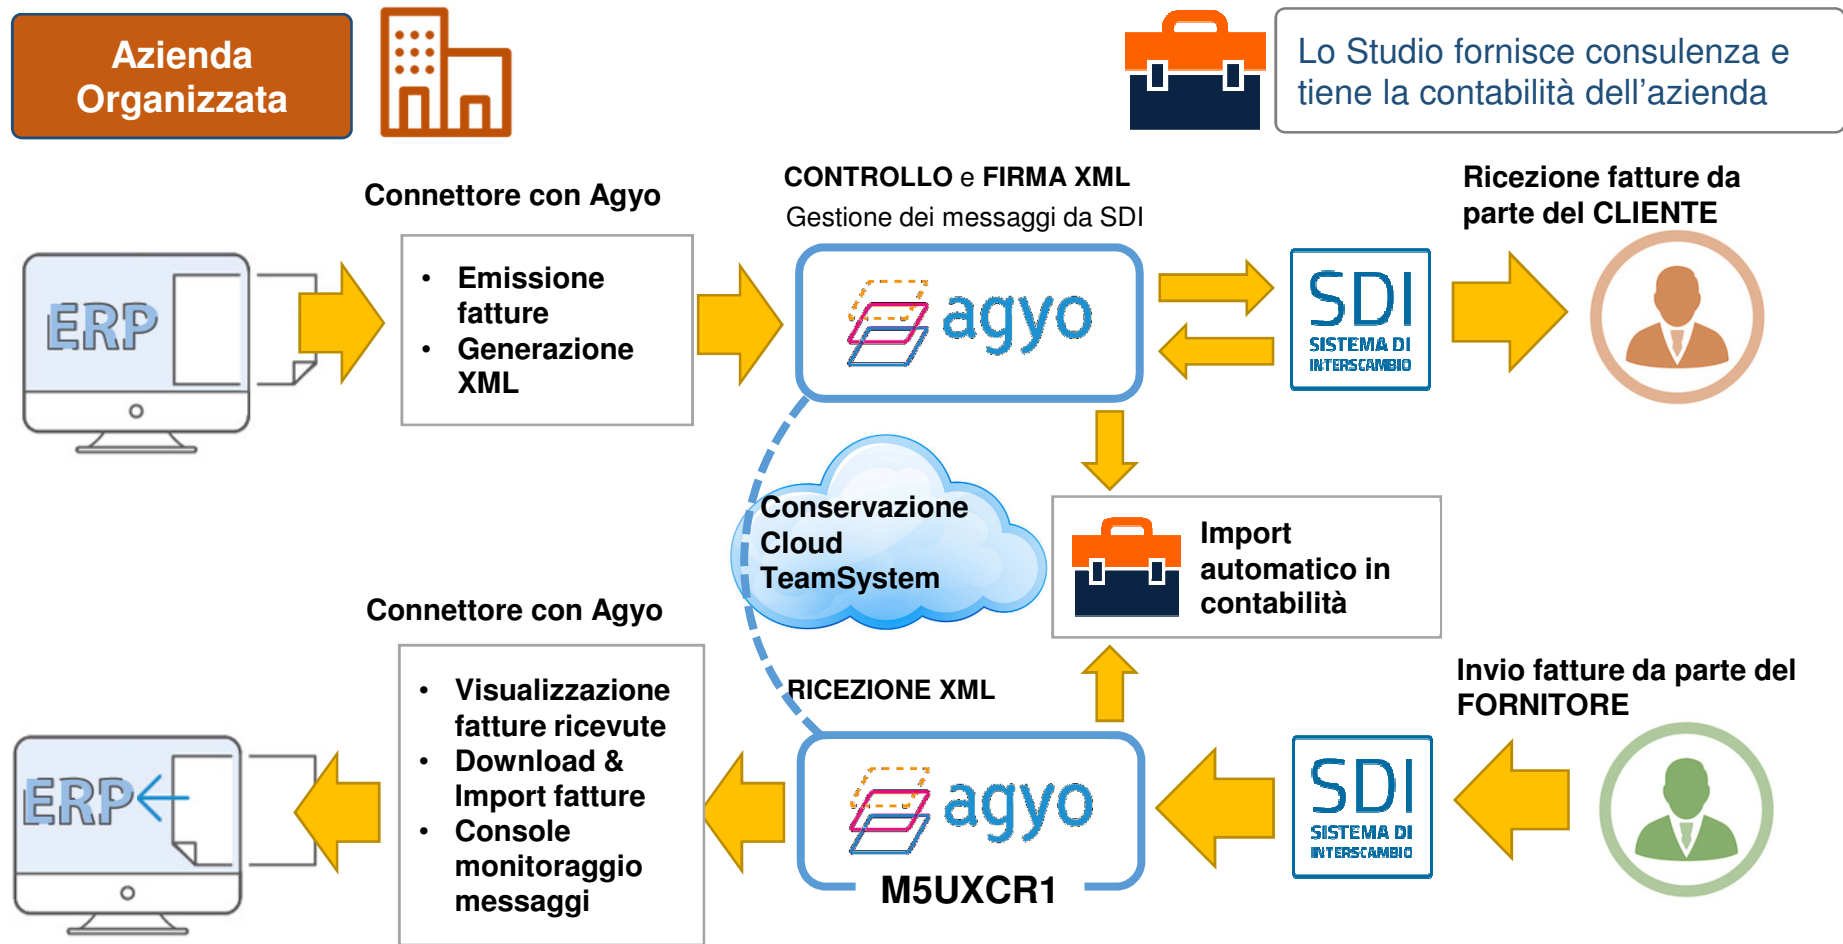 Azienda
Organizzata
Lo Studio fornisce consulenza e
tiene la contabilità dell'azienda
Connettore con Agyo
CONTROLLO e FIRMA XML
Gestione dei messaggi da SDI
Ricezione fatture da
parte del CLIENTE
ERP
• Emissione
fatture
• Generazione
XML
agyo
SDI
SISTEMA DI
INTERSCAMBIO
Conservazione
Cloud
TeamSystem
Import
automatico in
contabilità
Connettore con Agyo
RICEZIONE XML
Invio fatture da parte del
FORNITORE
ERP
• Visualizzazione
fatture ricevute
• Download &
Import fatture
• Console
monitoraggio
messaggi
agyo
M5UXCR1
SDI
SISTEMA DI
INTERSCAMBIO